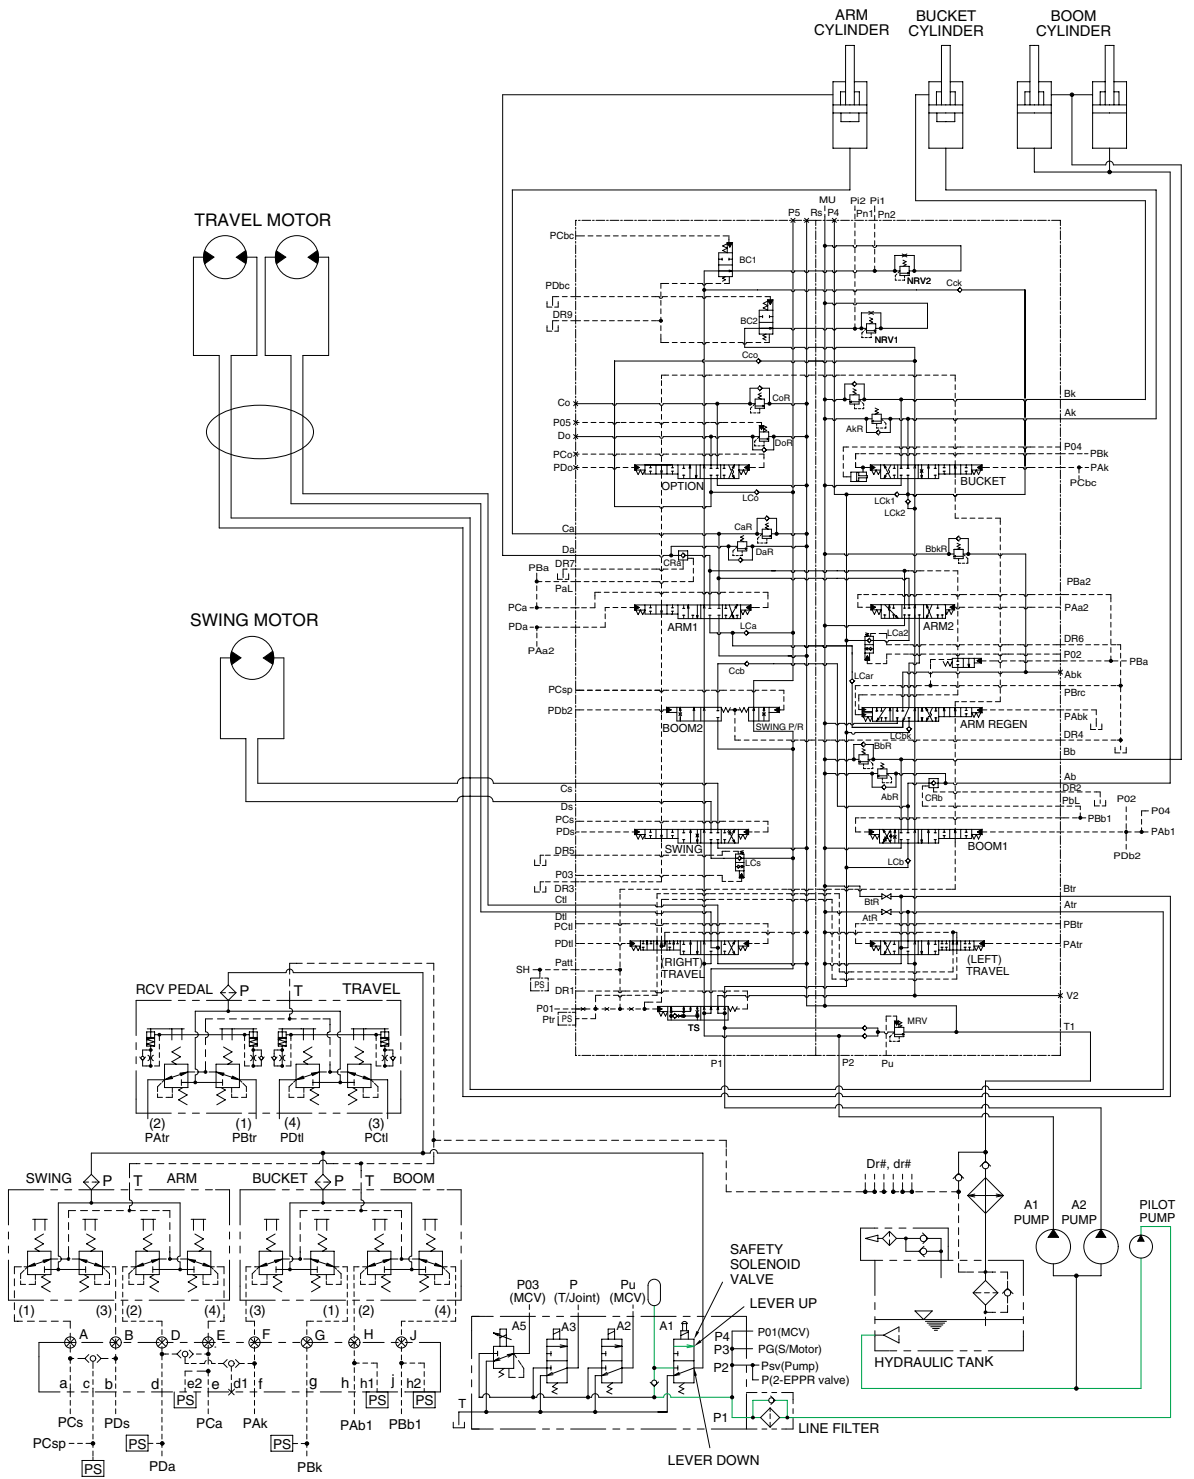 ARM
CYLINDER
BUCKET
CYLINDER
BOOM
CYLINDER
TRAVEL MOTOR
SWING MOTOR
P5
Rs
MU
P4
Pi2
Pn1
Pi1
Pn2
PCbc
BC1
NRV2
Cck
PDbc
DR9
BC2
NRV1
Cco
Co
CoR
Bk
P05
AkR
Ak
Do
DoR
PCo
P04
PBk
PDo
PAk
PCbc
OPTION
BUCKET
LCo
LCk1
LCk2
Ca
CaR
Da
DaR
BbkR
PBa
DR7
CRa
PaL
PBa2
PCa
PAa2
ARM1
ARM2
PDa
LCa
LCa2
DR6
PAa2
Ccb
P02
PBa
LCar
Abk
PCsp
PBrc
PDb2
PAbk
BOOM2
SWING P/R
ARM REGEN
LCbk
DR4
BbR
Bb
Cs
AbR
CRb
Ab
DR2
Ds
PbL
P02
P04
PCs
PBb1
PDs
PAb1
SWING
BOOM1
PDb2
DR5
LCs
LCb
P03
DR3
Btr
Ctl
BtR
Atr
Dtl
AtR
PCtl
PBtr
PDtl
PAtr
(RIGHT)
TRAVEL
(LEFT)
TRAVEL
Patt
SH
PS
DR1
V2
P01
Ptr
PS
TS
MRV
T1
P1
P2
Pu
RCV PEDAL
P
T
TRAVEL
(2)
PAtr
(1)
PBtr
(4)
PDtl
(3)
PCtl
SWING
P
T
ARM
BUCKET
P
T
BOOM
(1)
(3)
(2)
(4)
(3)
(1)
(2)
(4)
A
B
D
E
F
G
H
J
a
c
b
d
e2
e
d1
f
g
h
h1
j
h2
PS
PS
PS
PCs
PDs
PCa
PAk
PAb1
PBb1
PCsp
PS
PS
PDa
PS
PBk
Dr#, dr#
A1
PUMP
A2
PUMP
PILOT
PUMP
HYDRAULIC TANK
SAFETY
SOLENOID
VALVE
LEVER UP
P03
(MCV)
P
(T/Joint)
Pu
(MCV)
A5
A3
A2
A1
P4
P01(MCV)
P3
PG(S/Motor)
P2
Psv(Pump)
P(2-EPPR valve)
T
P1
LINE FILTER
LEVER DOWN